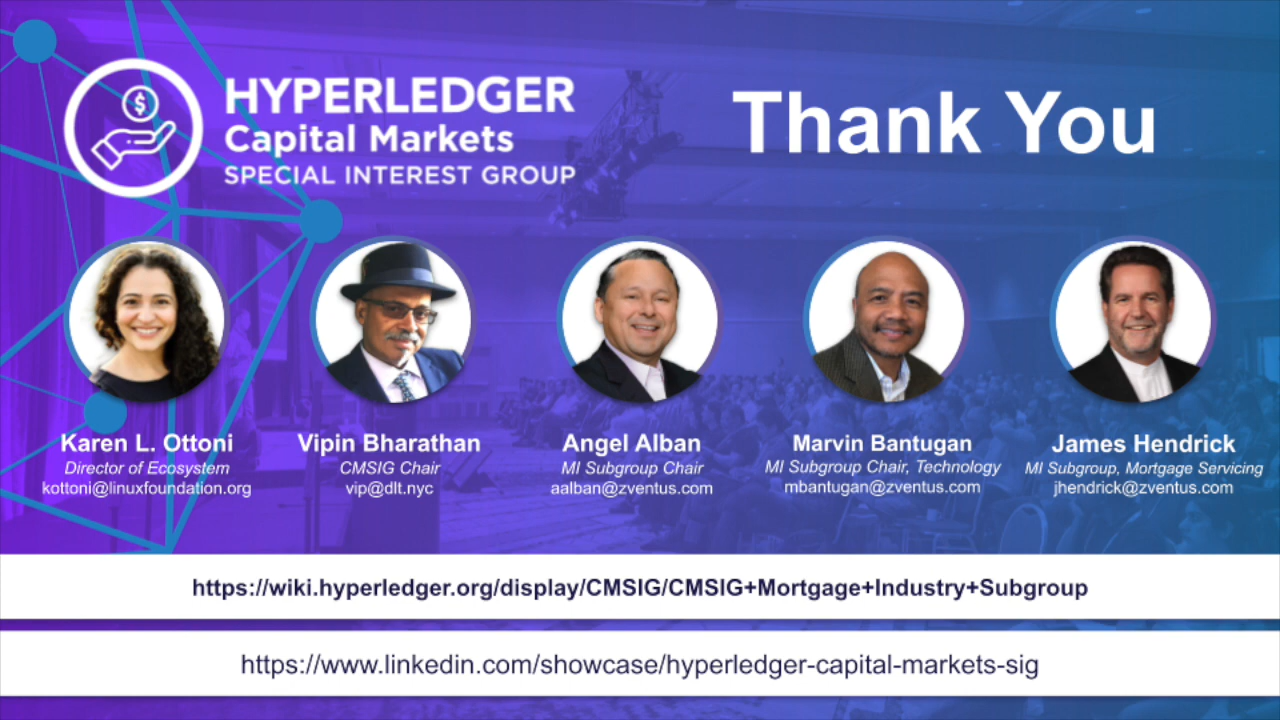 HYPERLEDGER
Capital Markets
SPECIAL INTEREST GROUP
Thank You
$
Karen L. Ottoni
Director of Ecosystem
kottoni@linuxfoundation.org
Vipin Bharathan
CMSIG Chair
vip@dlt.nyc
Angel Alban
MI Subgroup Chair
aalban@zventus.com
Marvin Bantugan
MI Subgroup Chair, Technology
mbantugan@zventus.com
James Hendrick
MI Subgroup, Mortgage Servicing
jhendrick@zventus.com
https://wiki.hyperledger.org/display/CMSIG/CMSIG+Mortgage+Industry+Subgroup
https://www.linkedin.com/showcase/hyperledger-capital-markets-sig